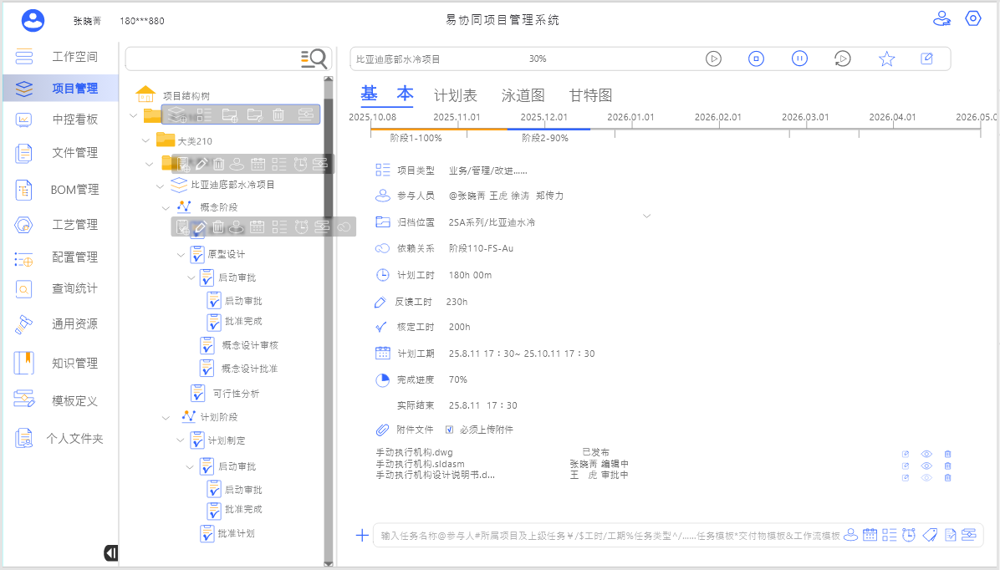 张晓菁 180***880 易协同项目管理系统
工作空间
项目管理
中控看板
文件管理
BOM管理
工艺管理
配置管理
查询统计
通用资源
知识管理
模板定义
个人文件夹
项目结构树
大类210
比亚迪底部水冷项目
概念阶段
原型设计
启动审批
启动审批
批准完成
概念设计审核
概念设计批准
可行性分析
计划阶段
计划制定
启动审批
启动审批
批准完成
批准计划
比亚迪底部水冷项目 30%
基 本 计划表 泳道图 甘特图
2025.10.08 2025.11.01 2025.12.01 2026.01.01 2026.02.01 2026.03.01 2026.04.01 2026.05.0
阶段1-100% 阶段2-90%
项目类型 业务/管理/改进......
参与人员 @张晓菁 王虎 徐涛 郑传力
归档位置 2SA系列/比亚迪水冷
依赖关系 阶段110-FS-Au
计划工时 180h 00m
反馈工时 230h
核定工时 200h
计划工期 25.8.11 17：30~ 25.10.11 17：30
完成进度 70%
实际结束 25.8.11 17：30
附件文件 必须上传附件
手动执行机构.dwg 已发布
手动执行机构.sldasm 张晓菁 编辑中
手动执行机构设计说明书.d... 王 虎 审批中
输入任务名称@参与人#所属项目及上级任务￥/$工时/工期%任务类型^/......任务模板*交付物模板&工作流模板